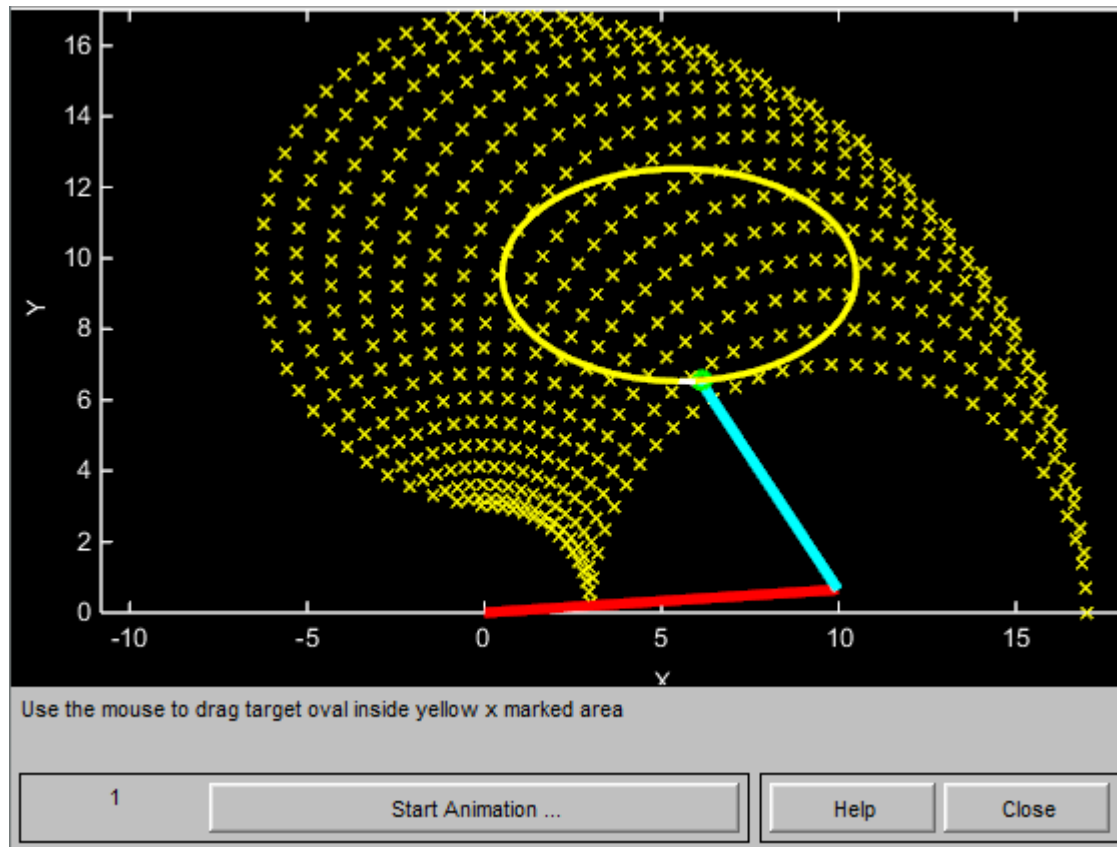 16
14
12
10
8
6
4
2
0
Y
-10 -5 0 5 10 15
X
Use the mouse to drag target oval inside yellow x marked area
1 Start Animation ... Help Close